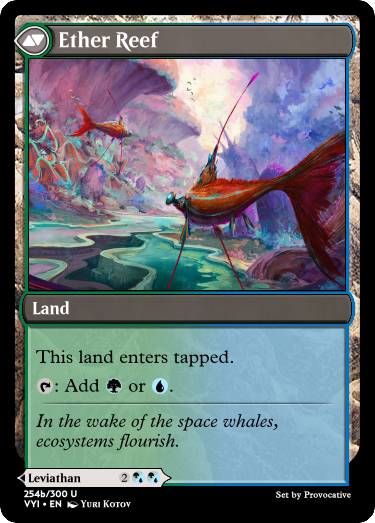 Ether Reef
Land
This land enters tapped.
: Add or .
In the wake of the space whales,
ecosystems flourish.
Leviathan 2
254b/300 U
VYI • EN Yuri Kotov
Set by Provocative